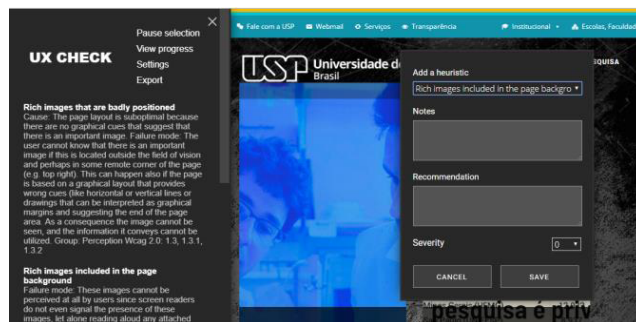 Pause selection
View progress
UX CHECK
Settings
Export
Rich images that are badly positioned
Cause: The page layout is suboptimal because
there are no graphical cues that suggest that
there is an important image. Failure mode: The
user cannot know that there is an important
image if this is located outside the field of vision
and perhaps in some remote corner of the page
(e.g. top right). This can happen also if the page
is based on a graphical layout that provides
wrong cues (like horizontal or vertical lines or
drawings that can be interpreted as graphical
margins and suggesting the end of the page
area. As a consequence the image cannot be
seen, and the information it conveys cannot be
utilized. Group: Perception Wcag 2.0: 1.3, 1.3.1,
1.3.2
Rich images included in the page
background
Failure mode: These images cannot be
perceived at all by users since screen readers
do not even signal the presence of these
images, let alone reading aloud any attached
Fale com a USP Webmail Serviços Transparência Institucional Escolas, Faculdad
USP Universidade d
Brasil
QUISA
Add a heuristic
Rich images included in the page backgro
Notes
Recommendation
Severity 0
CANCEL SAVE
pesquisa é priv